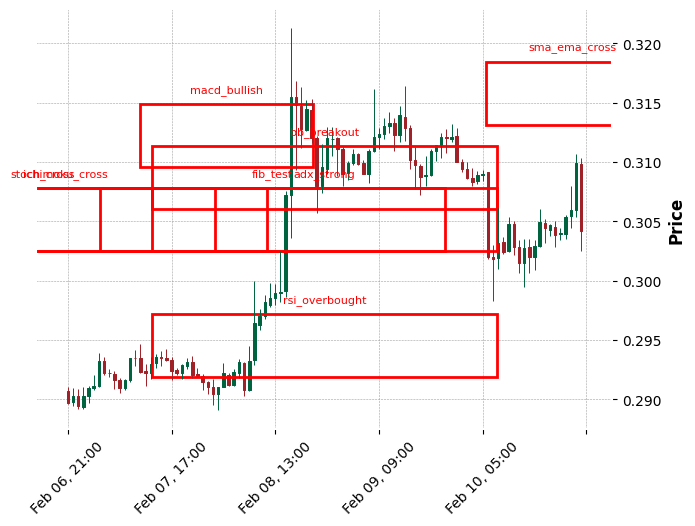 sma_ema_cross
0.320
macd_bullish
0.315
bb_breakout
0.310
stoch_cross
ichimoku_cross
fib_test
adx_strong
Price
0.305
0.300
rsi_overbought
0.295
0.290
Feb 06, 21:00
Feb 07, 17:00
Feb 08, 13:00
Feb 09, 09:00
Feb 10, 05:00